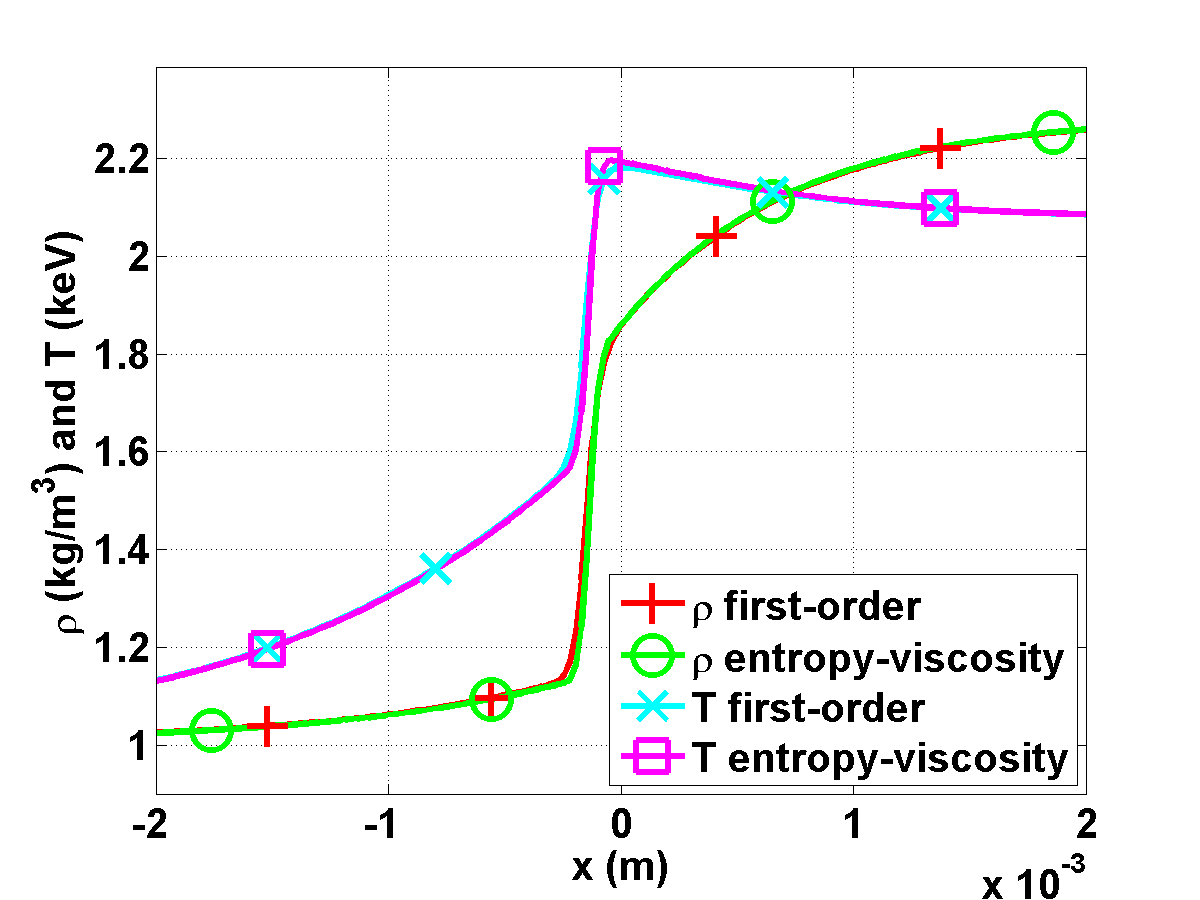 ρ (kg/m³) and T (keV)
2.2
2
1.8
1.6
1.4
1.2
1
-2
-1
0
1
2
x (m)
x 10⁻³
ρ first-order
ρ entropy-viscosity
T first-order
T entropy-viscosity